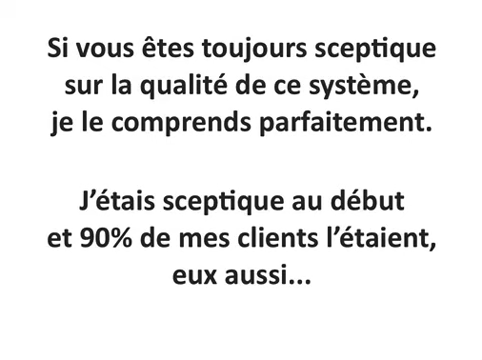 Si vous êtes toujours sceptique
sur la qualité de ce système,
je le comprends parfaitement.
J’étais sceptique au début
et 90% de mes clients l’étaient,
eux aussi...